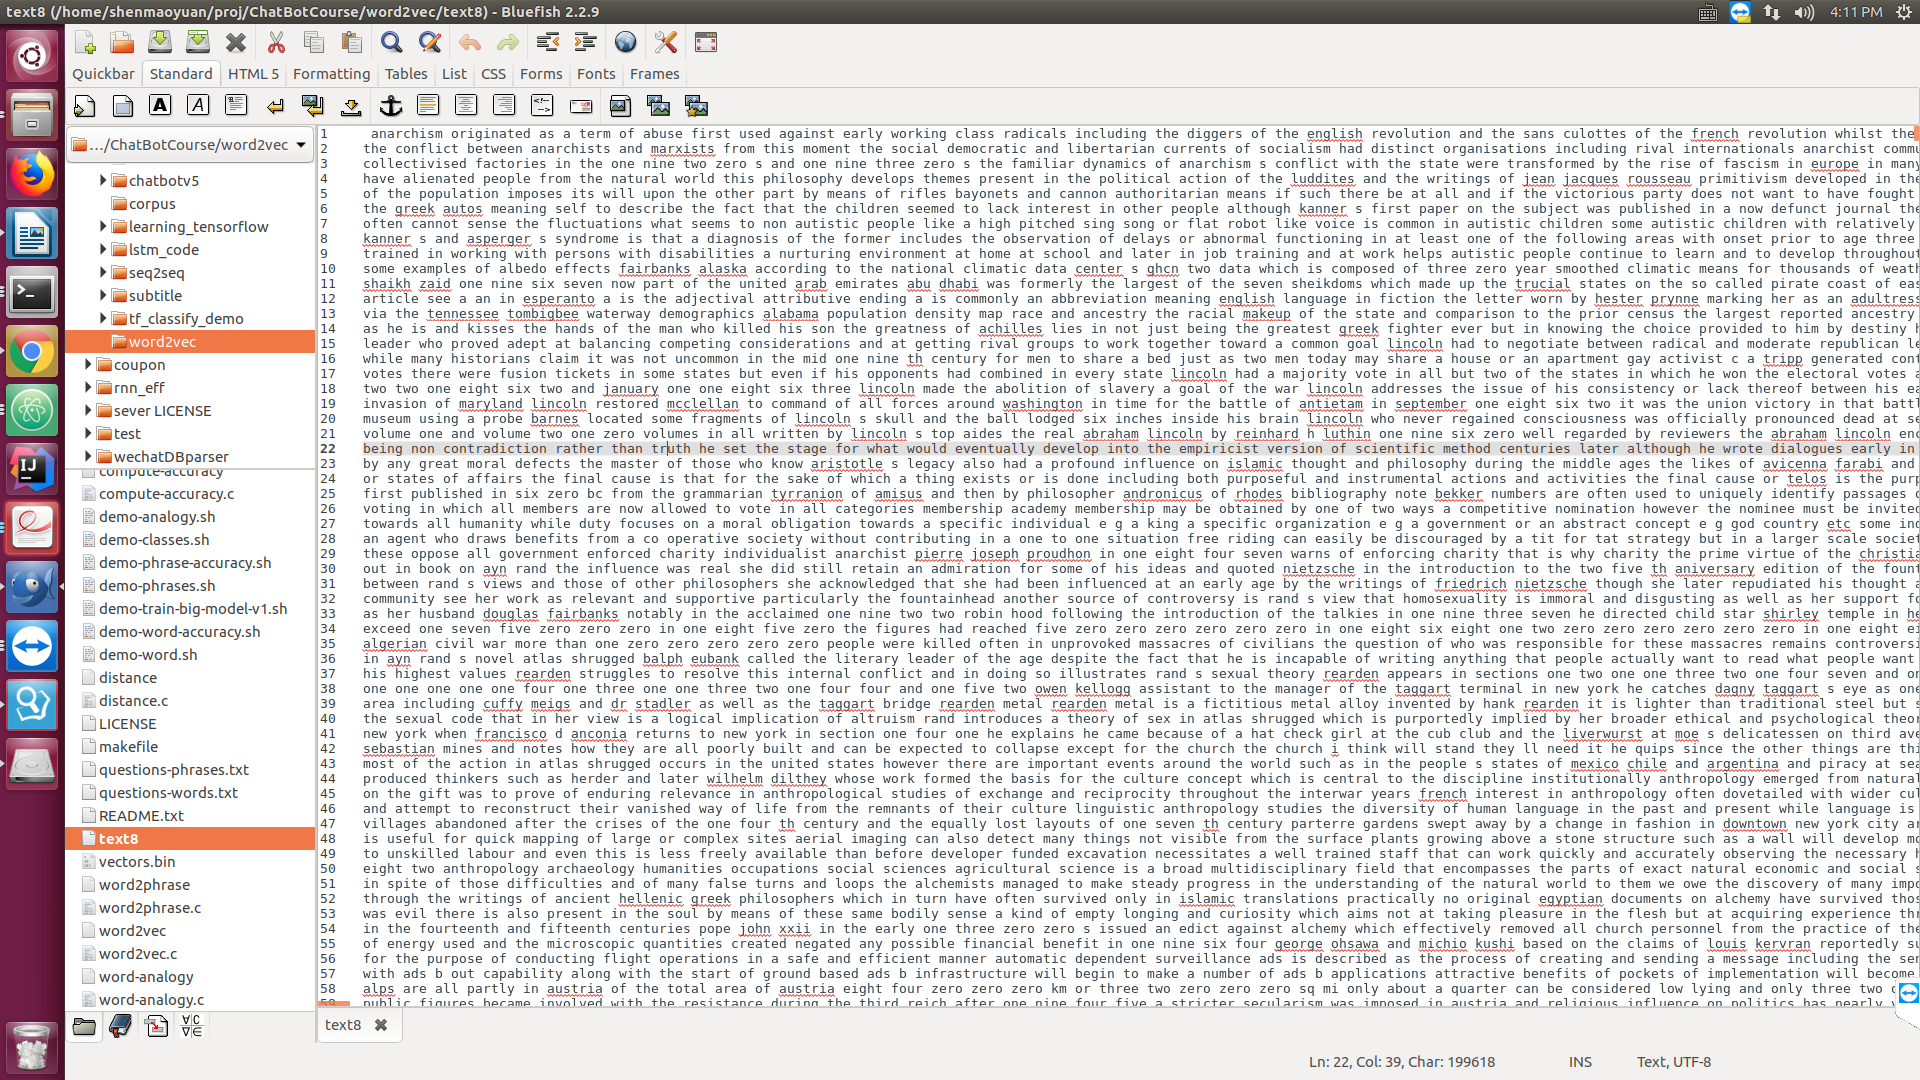 text8 (/home/shenmaoyuan/proj/ChatBotCourse/word2vec/text8) - Bluefish 2.2.9
4:11 PM
Quickbar Standard HTML 5 Formatting Tables List CSS Forms Fonts Frames
.../ChatBotCourse/word2vec
chatbotv5
corpus
learning_tensorflow
lstm_code
seq2seq
subtitle
tf_classify_demo
word2vec
coupon
rnn_eff
sever LICENSE
test
wechatDBparser
compute-accuracy
compute-accuracy.c
demo-analogy.sh
demo-classes.sh
demo-phrase-accuracy.sh
demo-phrases.sh
demo-train-big-model-v1.sh
demo-word-accuracy.sh
demo-word.sh
distance
distance.c
LICENSE
makefile
questions-phrases.txt
questions-words.txt
README.txt
text8
vectors.bin
word2phrase
word2phrase.c
word2vec
word2vec.c
word-analogy
word-analogy.c
1 anarchism originated as a term of abuse first used against early working class radicals including the diggers of the english revolution and the sans culottes of the french revolution whilst the
2 the conflict between anarchists and marxists from this moment the social democratic and libertarian currents of socialism had distinct organisations including rival internationals anarchist
3 collectivised factories in the one nine two zero s and one nine three zero s the familiar dynamics of anarchism s conflict with the state were transformed by the rise of fascism in europe in many
4 have alienated people from the natural world this philosophy develops themes present in the political action of the luddites and the writings of jean jacques rousseau primitivism developed in the
5 of the population imposes its will upon the other part by means of rifles bayonets and cannon authoritarian means if such there be at all and if the victorious party does not want to have fought
6 the greek autos meaning self to describe the fact that the children seemed to lack interest in other people although kanner s first paper on the subject was published in a now defunct journal the
7 often cannot sense the fluctuations what seems to non autistic people like a high pitched sing song or flat robot like voice is common in autistic children some autistic children with relatively
8 kanner s and asperger s syndrome is that a diagnosis of the former includes the observation of delays or abnormal functioning in at least one of the following areas with onset prior to age three
9 trained in working with persons with disabilities a nurturing environment at home at school and later in job training and at work helps autistic people continue to learn and to develop throughout
10 some examples of albedo effects fairbanks alaska according to the national climatic data center s ghcn two data which is composed of three zero year smoothed climatic means for thousands of
11 shaikh zaid one nine six seven now part of the united arab emirates abu dhabi was formerly the largest of the seven sheikdoms which made up the trucial states on the so called pirate coast of
12 article see a an in esperanto a is the adjectival attributive ending a is commonly an abbreviation meaning english language in fiction the letter worn by hester prynne marking her as an adultress
13 via the tennessee tombigbee waterway demographics alabama population density map race and ancestry the racial makeup of the state and comparison to the prior census the largest reported ancestry
14 as he is and kisses the hands of the man who killed his son the greatness of achilles lies in not just being the greatest greek fighter ever but in knowing the choice provided to him by destiny
15 leader who proved adept at balancing competing considerations and at getting rival groups to work together toward a common goal lincoln had to negotiate between radical and moderate republican
16 while many historians claim it was not uncommon in the mid one nine th century for men to share a bed just as two men today may share a house or an apartment gay activist c a tripp generated
17 votes there were fusion tickets in some states but even if his opponents had combined in every state lincoln had a majority vote in all but two of the states in which he won the electoral votes
18 two two one eight six two and january one one eight six three lincoln made the abolition of slavery a goal of the war lincoln addresses the issue of his consistency or lack thereof between his
19 invasion of maryland lincoln restored mcclellan to command of all forces around washington in time for the battle of antietam in september one eight six two it was the union victory in that
20 museum using a probe barnes located some fragments of lincoln s skull and the ball lodged six inches inside his brain lincoln who never regained consciousness was officially pronounced dead at
21 volume one and volume two one zero volumes in all written by lincoln s top aides the real abraham lincoln by reinhard h luthin one nine six zero well regarded by reviewers the abraham lincoln
22 being non contradiction rather than truth he set the stage for what would eventually develop into the empiricist version of scientific method centuries later although he wrote dialogues early in
23 by any great moral defects the master of those who know aristotle s legacy also had a profound influence on islamic thought and philosophy during the middle ages the likes of avicenna farabi and
24 or states of affairs the final cause is that for the sake of which a thing exists or is done including both purposeful and instrumental actions and activities the final cause or telos is the
25 first published in six zero bc from the grammarian tyrranion of amisus and then by philosopher andronicus of rhodes bibliography note bekker numbers are often used to uniquely identify passages
26 voting in which all members are now allowed to vote in all categories membership academy membership may be obtained by one of two ways a competitive nomination however the nominee must be invited
27 towards all humanity while duty focuses on a moral obligation towards a specific individual e g a king a specific organization e g a government or an abstract concept e g god country etc some
28 an agent who draws benefits from a co operative society without contributing in a one to one situation free riding can easily be discouraged by a tit for tat strategy but in a larger scale
29 these oppose all government enforced charity individualist anarchist pierre joseph proudhon in one eight four seven warns of enforcing charity that is why charity the prime virtue of the
30 out in book on ayn rand the influence was real she did still retain an admiration for some of his ideas and quoted nietzsche in the introduction to the two five th aniversary edition of the
31 between rand s views and those of other philosophers she acknowledged that she had been influenced at an early age by the writings of friedrich nietzsche though she later repudiated his thought
32 community see her work as relevant and supportive particularly the fountainhead another source of controversy is rand s view that homosexuality is immoral and disgusting as well as her support
33 as her husband douglas fairbanks notably in the acclaimed one nine two two robin hood following the introduction of the talkies in one nine three seven he directed child star shirley temple in
34 exceed one seven five zero zero zero in one eight five zero the figures had reached five zero zero zero zero zero zero in one eight six eight one two zero zero zero zero zero zero in one eight
35 algerian civil war more than one zero zero zero zero zero people were killed often in unprovoked massacres of civilians the question of who was responsible for these massacres remains
36 in ayn rand s novel atlas shrugged balph eubank called the literary leader of the age despite the fact that he is incapable of writing anything that people actually want to read what people want
37 his highest values rearden struggles to resolve this internal conflict and in doing so illustrates rand s sexual theory rearden appears in sections one two one one three two one four seven and
38 one one one one one four one three one one three two one four four and one five two owen kellogg assistant to the manager of the taggart terminal in new york he catches dagny taggart s eye as
39 area including cuffy meigs and dr stadler as well as the taggart bridge rearden metal rearden metal is a fictitious metal alloy invented by hank rearden it is lighter than traditional steel but
40 the sexual code that in her view is a logical implication of altruism rand introduces a theory of sex in atlas shrugged which is purportedly implied by her broader ethical and psychological
41 new york when francisco d anconia returns to new york in section one four one he explains he came because of a hat check girl at the cub club and the liverwurst at moe s delicatessen on third
42 sebastian mines and notes how they are all poorly built and can be expected to collapse except for the church the church i think will stand they ll need it he quips since the other things are
43 most of the action in atlas shrugged occurs in the united states however there are important events around the world such as in the people s states of mexico chile and argentina and piracy at
44 produced thinkers such as herder and later wilhelm dilthey whose work formed the basis for the culture concept which is central to the discipline institutionally anthropology emerged from natural
45 on the gift was to prove of enduring relevance in anthropological studies of exchange and reciprocity throughout the interwar years french interest in anthropology often dovetailed with wider
46 and attempt to reconstruct their vanished way of life from the remnants of their culture linguistic anthropology studies the diversity of human language in the past and present while language is
47 villages abandoned after the crises of the one four th century and the equally lost layouts of one seven th century parterre gardens swept away by a change in fashion in downtown new york city
48 is useful for quick mapping of large or complex sites aerial imaging can also detect many things not visible from the surface plants growing above a stone structure such as a wall will develop
49 to unskilled labour and even this is less freely available than before developer funded excavation necessitates a well trained staff that can work quickly and accurately observing the necessary
50 eight two anthropology archaeology humanities occupations social sciences agricultural science is a broad multidisciplinary field that encompasses the parts of exact natural economic and social
51 in spite of those difficulties and of many false turns and loops the alchemists managed to make steady progress in the understanding of the natural world to them we owe the discovery of many
52 through the writings of ancient hellenic greek philosophers which in turn have often survived only in islamic translations practically no original egyptian documents on alchemy have survived
53 was evil there is also present in the soul by means of these same bodily sense a kind of empty longing and curiosity which aims not at taking pleasure in the flesh but at acquiring experience
54 in the fourteenth and fifteenth centuries pope john xxii in the early one three zero zero s issued an edict against alchemy which effectively removed all church personnel from the practice of the
55 of energy used and the microscopic quantities created negated any possible financial benefit in one nine six four george ohsawa and michio kushi based on the claims of louis kervran reportedly
56 for the purpose of conducting flight operations in a safe and efficient manner automatic dependent surveillance ads is described as the process of creating and sending a message including the
57 with ads b out capability along with the start of ground based ads b infrastructure will begin to make a number of ads b applications attractive benefits of pockets of implementation will become
58 alps are all partly in austria of the total area of austria eight four zero zero zero km or three two zero zero zero sq mi only about a quarter can be considered low lying and only three two
59 public figures became involved with the resistance during the third reich after one nine four five a stricter secularism was imposed in austria and religious influence on politics has nearly
text8
Ln: 22, Col: 39, Char: 199618 INS Text, UTF-8